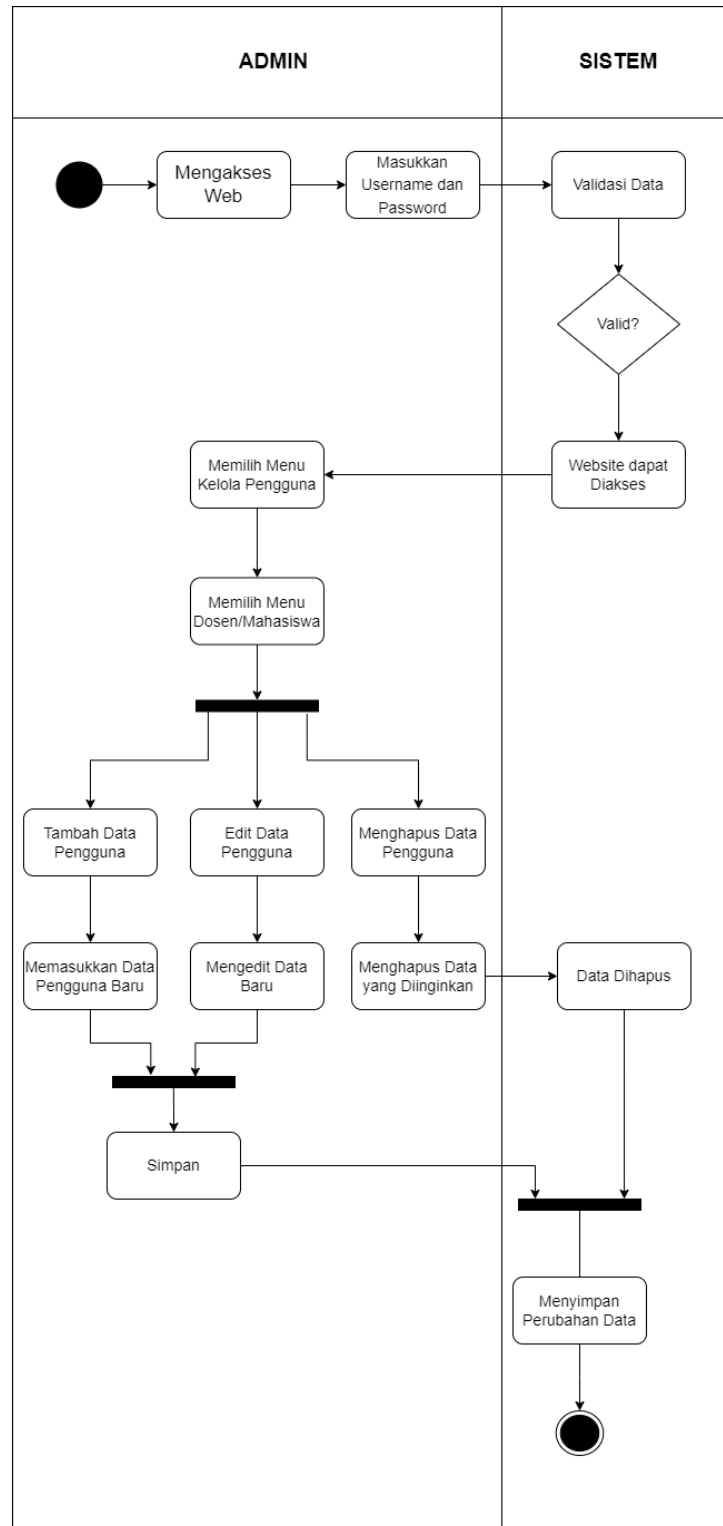 ADMIN
SISTEM
Mengakses
Web
Masukkan
Username dan
Password
Validasi Data
Valid?
Website dapat
Diakses
Memilih Menu
Kelola Pengguna
Memilih Menu
Dosen/Mahasiswa
Tambah Data
Pengguna
Edit Data
Pengguna
Menghapus Data
Pengguna
Memasukkan Data
Pengguna Baru
Mengedit Data
Baru
Menghapus Data
yang Diinginkan
Data Dihapus
Simpan
Menyimpan
Perubahan Data